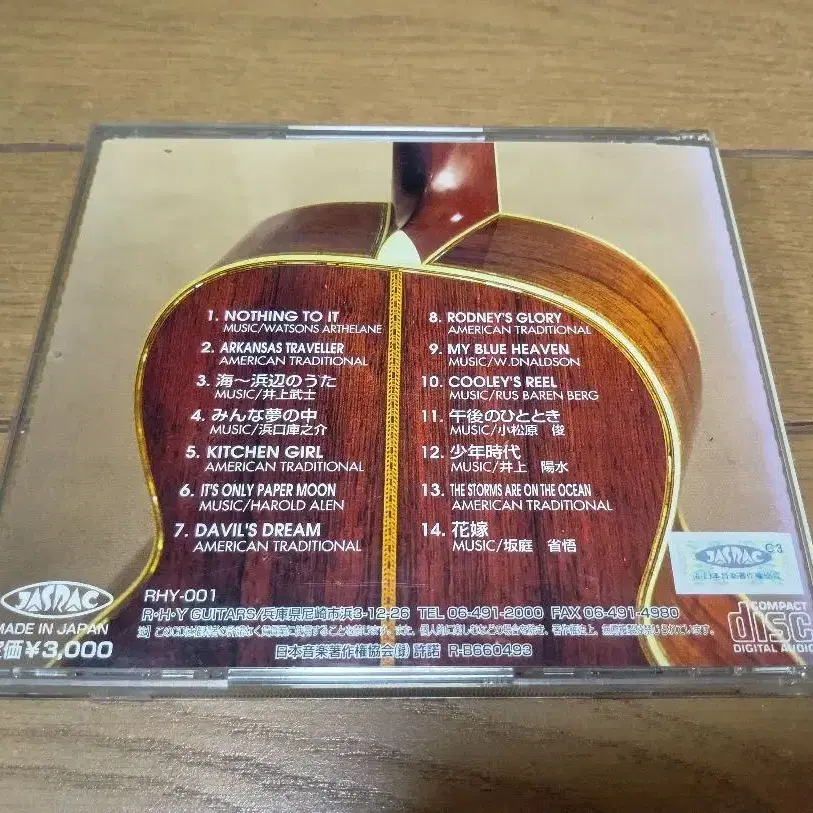 1. NOTHING TO IT
MUSIC/WATSONS ARTHELANE
2. ARKANSAS TRAVELLER
AMERICAN TRADITIONAL
3. 海〜浜辺のうた
MUSIC/井上武士
4. みんな夢の中
MUSIC/浜口庫之介
5. KITCHEN GIRL
AMERICAN TRADITIONAL
6. IT'S ONLY PAPER MOON
MUSIC/HAROLD ALEN
7. DAVIL'S DREAM
AMERICAN TRADITIONAL
8. RODNEY'S GLORY
AMERICAN TRADITIONAL
9. MY BLUE HEAVEN
MUSIC/W.DNALDSON
10. COOLEY'S REEL
MUSIC/RUS BAREN BERG
11. 午後のひととき
MUSIC/小松原 俊
12. 少年時代
MUSIC/井上 陽水
13. THE STORMS ARE ON THE OCEAN
AMERICAN TRADITIONAL
14. 花嫁
MUSIC/坂庭 省悟
JASRAC C3
JASRAC
MADE IN JAPAN
価¥3,000
RHY-001
R・H・Y GUITARS/兵庫県尼崎市浜3-12-26 TEL 06-491-2000 FAX 06-491-4980
日本音楽著作権協会㈱ 許諾 R-B660493
COMPACT
disc
DIGITAL AUDIO